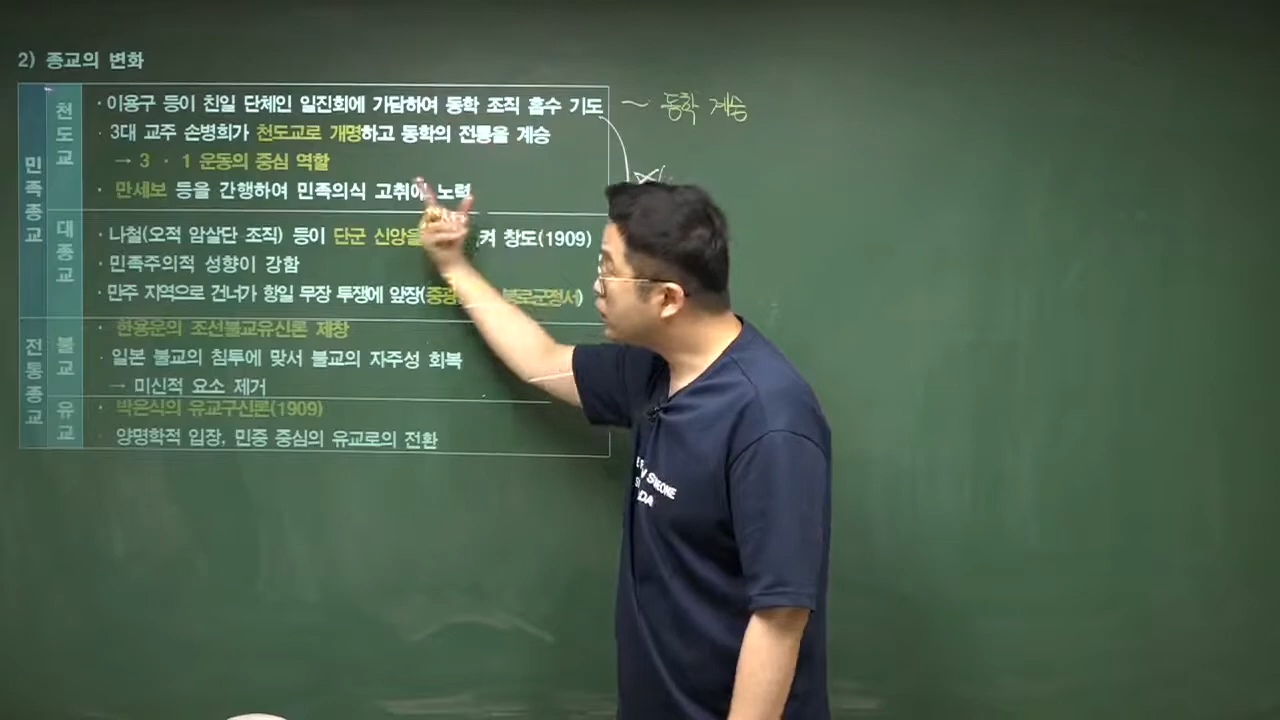 2) 종교의 변화
민족종교
천도교
· 이용구 등이 친일 단체인 일진회에 가담하여 동학 조직 흡수 기도
~ 동학 계승
· 3대 교주 손병희가 천도교로 개명하고 동학의 전통을 계승
→ 3 · 1 운동의 중심 역할
· 만세보 등을 간행하여 민족의식 고취에 노력
대종교
· 나철(오적 암살단 조직) 등이 단군 신앙을 켜 창도(1909)
· 민족주의적 성향이 강함
· 만주 지역으로 건너가 항일 무장 투쟁에 앞장( 북로군정서)
전통종교
불교
· 한용운의 조선불교유신론 제창
· 일본 불교의 침투에 맞서 불교의 자주성 회복
→ 미신적 요소 제거
유교
· 박은식의 유교구신론(1909)
· 양명학적 입장, 민중 중심의 유교로의 전환